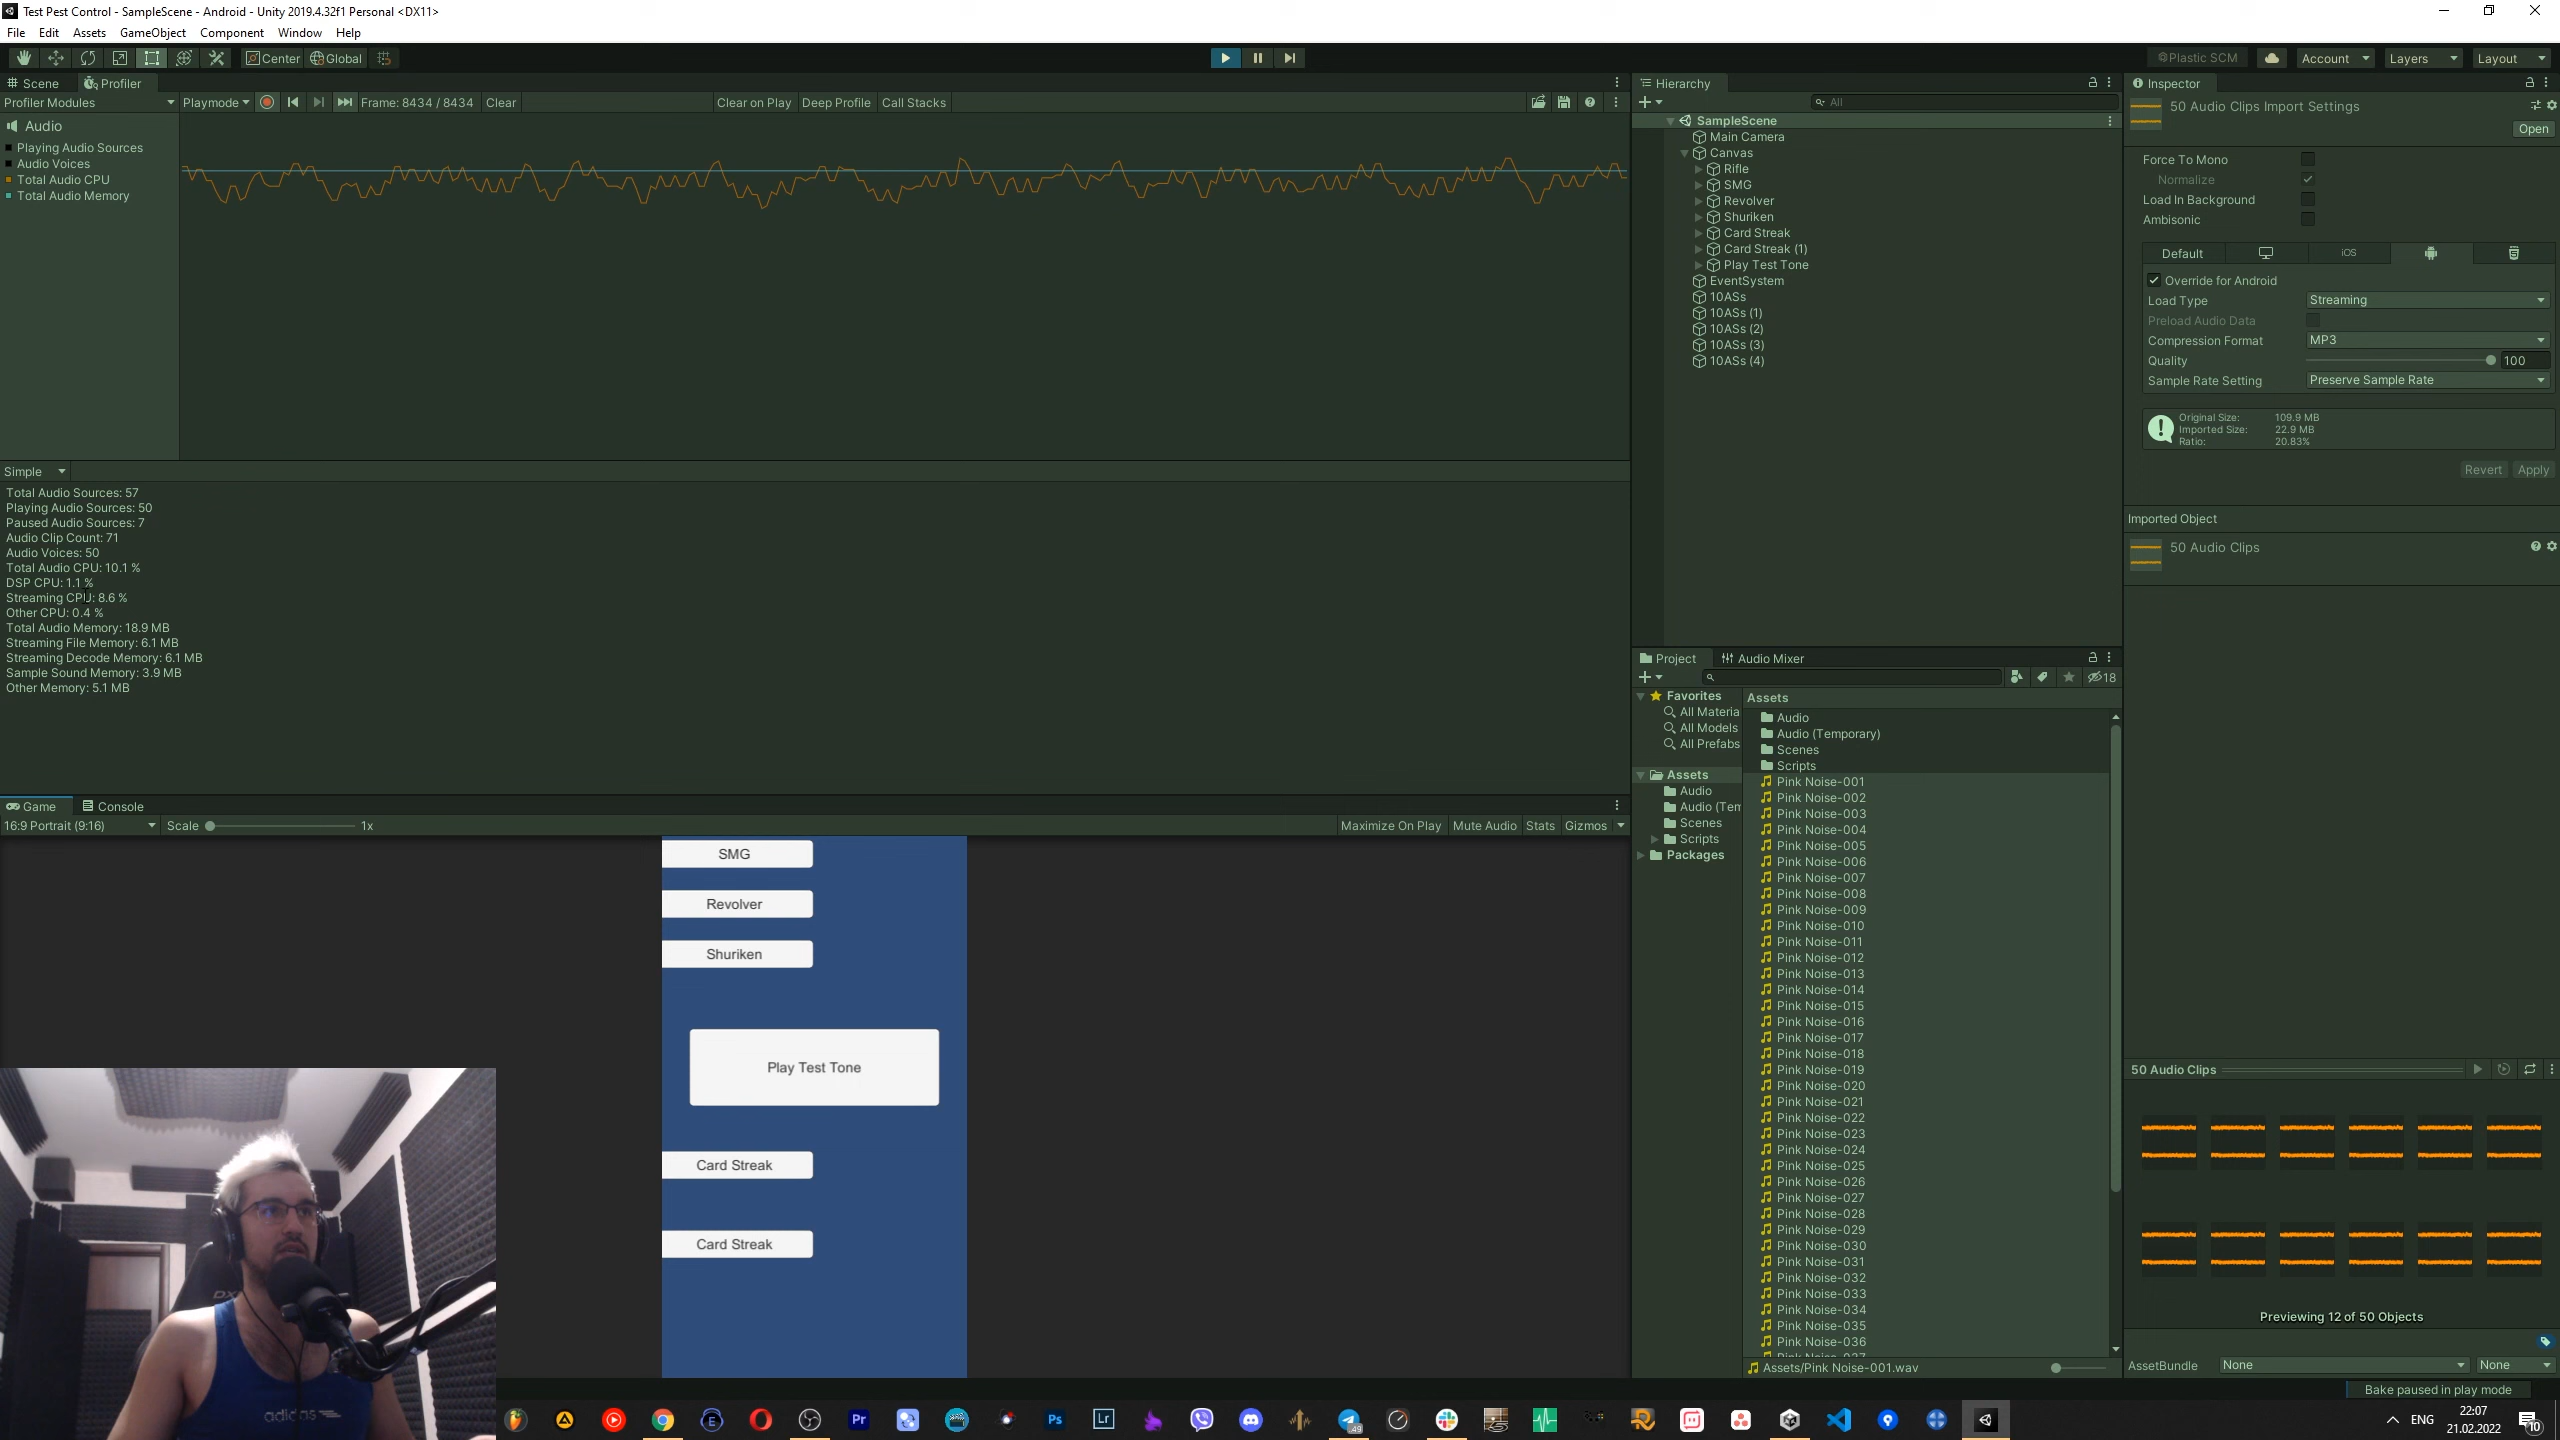 Test Pest Control - SampleScene - Android - Unity 2019.4.32f1 Personal <DX11>
File Edit Assets GameObject Component Window Help
Center Global Plastic SCM Account Layers Layout
Scene Profiler
Profiler Modules Playmode Frame: 8434 / 8434 Clear Clear on Play Deep Profile Call Stacks
Audio
Playing Audio Sources
Audio Voices
Total Audio CPU
Total Audio Memory
Simple
Total Audio Sources: 57
Playing Audio Sources: 50
Paused Audio Sources: 7
Audio Clip Count: 71
Audio Voices: 50
Total Audio CPU: 10.1 %
DSP CPU: 1.1 %
Streaming CPU: 8.6 %
Other CPU: 0.4 %
Total Audio Memory: 18.9 MB
Streaming File Memory: 6.1 MB
Streaming Decode Memory: 6.1 MB
Sample Sound Memory: 3.9 MB
Other Memory: 5.1 MB
Game Console
16:9 Portrait (9:16) Scale 1x Maximize On Play Mute Audio Stats Gizmos
SMG
Revolver
Shuriken
Play Test Tone
Card Streak
Card Streak
adidas
Hierarchy
All
SampleScene
Main Camera
Canvas
Rifle
SMG
Revolver
Shuriken
Card Streak
Card Streak (1)
Play Test Tone
EventSystem
10ASs
10ASs (1)
10ASs (2)
10ASs (3)
10ASs (4)
Project Audio Mixer
18
Favorites
All Materia
All Models
All Prefabs
Assets
Audio
Audio (Tem
Scenes
Scripts
Packages
Assets
Audio
Audio (Temporary)
Scenes
Scripts
Pink Noise-001
Pink Noise-002
Pink Noise-003
Pink Noise-004
Pink Noise-005
Pink Noise-006
Pink Noise-007
Pink Noise-008
Pink Noise-009
Pink Noise-010
Pink Noise-011
Pink Noise-012
Pink Noise-013
Pink Noise-014
Pink Noise-015
Pink Noise-016
Pink Noise-017
Pink Noise-018
Pink Noise-019
Pink Noise-020
Pink Noise-021
Pink Noise-022
Pink Noise-023
Pink Noise-024
Pink Noise-025
Pink Noise-026
Pink Noise-027
Pink Noise-028
Pink Noise-029
Pink Noise-030
Pink Noise-031
Pink Noise-032
Pink Noise-033
Pink Noise-034
Pink Noise-035
Pink Noise-036
Assets/Pink Noise-001.wav
Inspector
50 Audio Clips Import Settings
Open
Force To Mono
Normalize
Load In Background
Ambisonic
Default iOS
Override for Android
Load Type Streaming
Preload Audio Data
Compression Format MP3
Quality 100
Sample Rate Setting Preserve Sample Rate
Original Size: 109.9 MB
Imported Size: 22.9 MB
Ratio: 20.83%
Revert Apply
Imported Object
50 Audio Clips
50 Audio Clips
Previewing 12 of 50 Objects
AssetBundle None None
Bake paused in play mode
Pr Ps Lr 49
ENG 22:07
21.02.2022
10